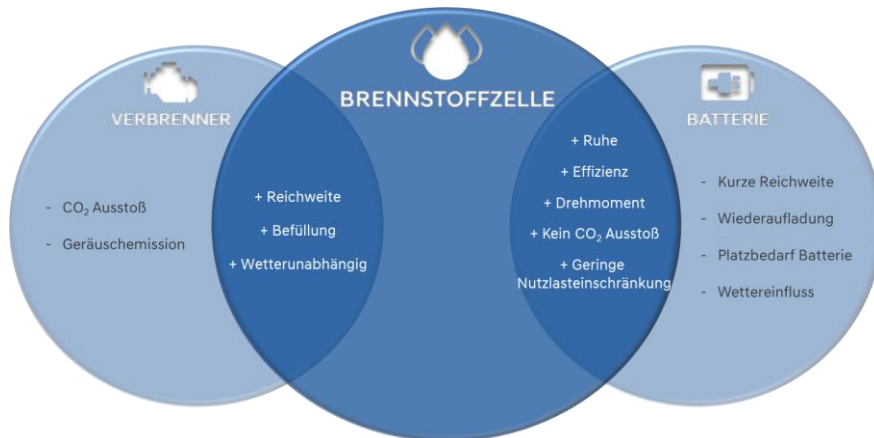 VERBRENNER
- CO₂ Ausstoß
- Geräuschemission
BRENNSTOFFZELLE
+ Reichweite
+ Befüllung
+ Wetterunabhängig
+ Ruhe
+ Effizienz
+ Drehmoment
+ Kein CO₂ Ausstoß
+ Geringe
Nutzlasteinschränkung
BATTERIE
- Kurze Reichweite
- Wiederaufladung
- Platzbedarf Batterie
- Wettereinfluss